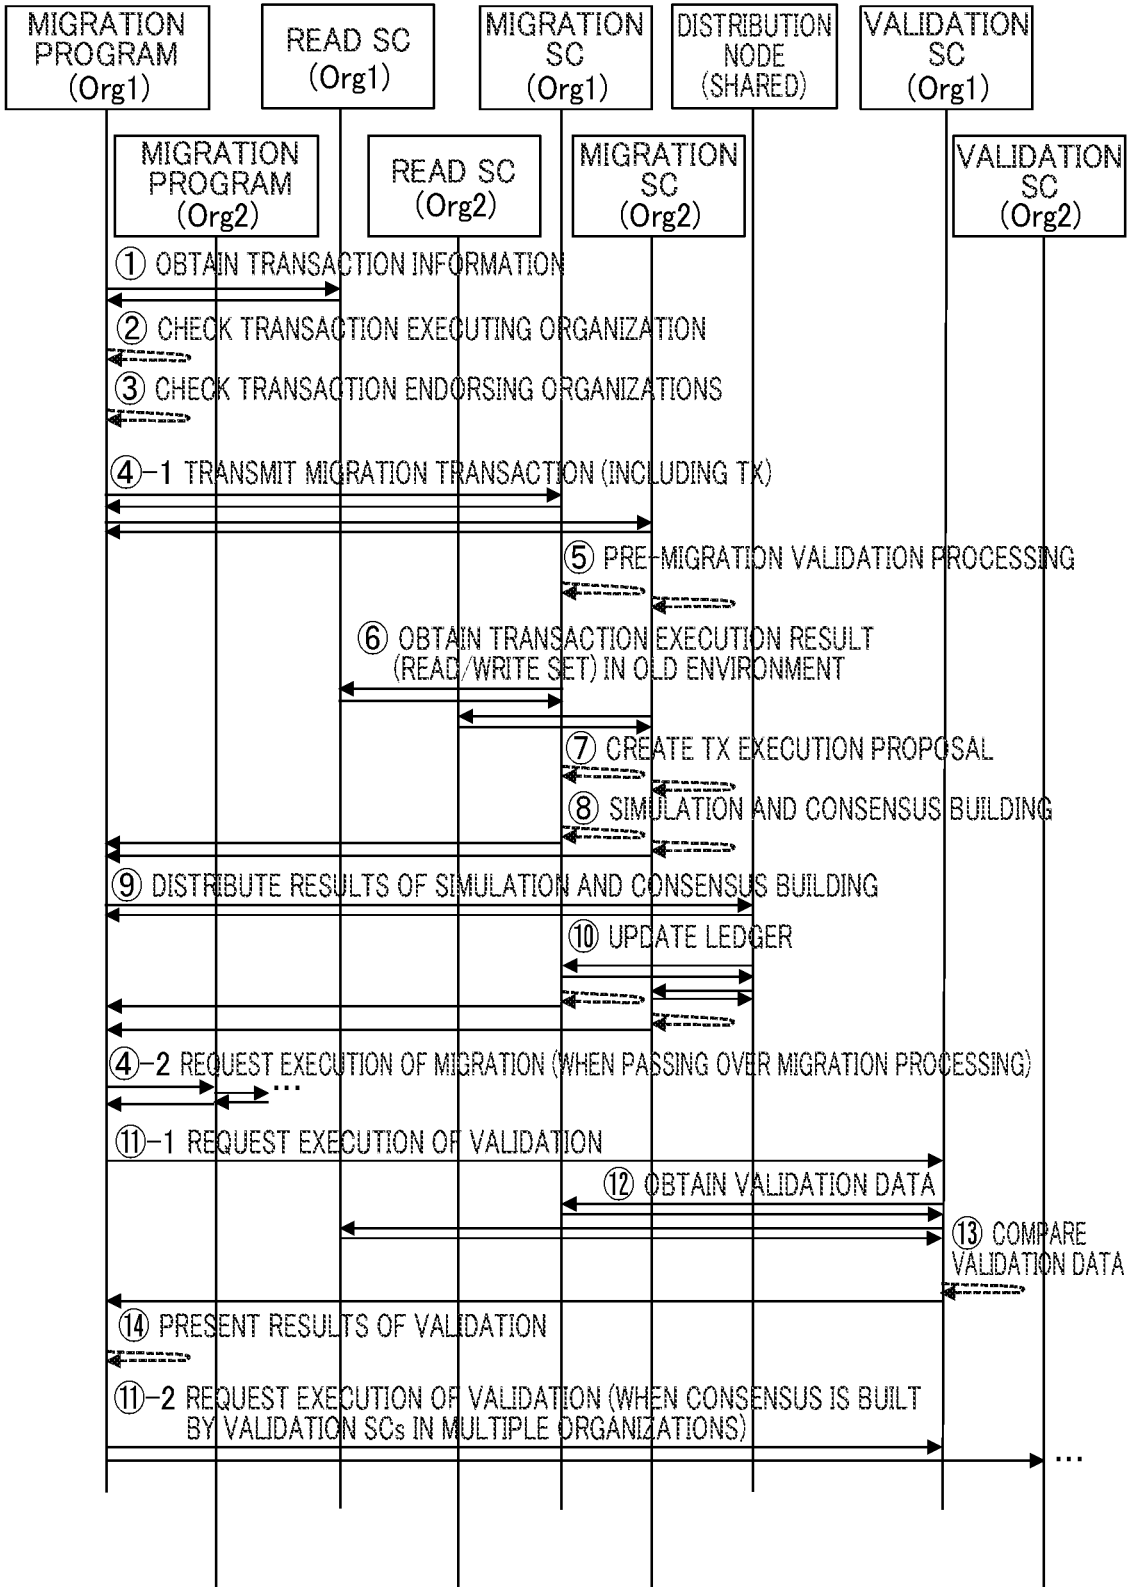 MIGRATION
PROGRAM
(Org1)
READ SC
(Org1)
MIGRATION
SC
(Org1)
DISTRIBUTION
NODE
(SHARED)
VALIDATION
SC
(Org1)
MIGRATION
PROGRAM
(Org2)
READ SC
(Org2)
MIGRATION
SC
(Org2)
VALIDATION
SC
(Org2)
① OBTAIN TRANSACTION INFORMATION
② CHECK TRANSACTION EXECUTING ORGANIZATION
③ CHECK TRANSACTION ENDORSING ORGANIZATIONS
④-1 TRANSMIT MIGRATION TRANSACTION (INCLUDING TX)
⑤ PRE-MIGRATION VALIDATION PROCESSING
⑥ OBTAIN TRANSACTION EXECUTION RESULT
(READ/WRITE SET) IN OLD ENVIRONMENT
⑦ CREATE TX EXECUTION PROPOSAL
⑧ SIMULATION AND CONSENSUS BUILDING
⑨ DISTRIBUTE RESULTS OF SIMULATION AND CONSENSUS BUILDING
⑩ UPDATE LEDGER
④-2 REQUEST EXECUTION OF MIGRATION (WHEN PASSING OVER MIGRATION PROCESSING)
...
⑪-1 REQUEST EXECUTION OF VALIDATION
⑫ OBTAIN VALIDATION DATA
⑬ COMPARE
VALIDATION DATA
⑭ PRESENT RESULTS OF VALIDATION
⑪-2 REQUEST EXECUTION OF VALIDATION (WHEN CONSENSUS IS BUILT
BY VALIDATION SCs IN MULTIPLE ORGANIZATIONS)
...